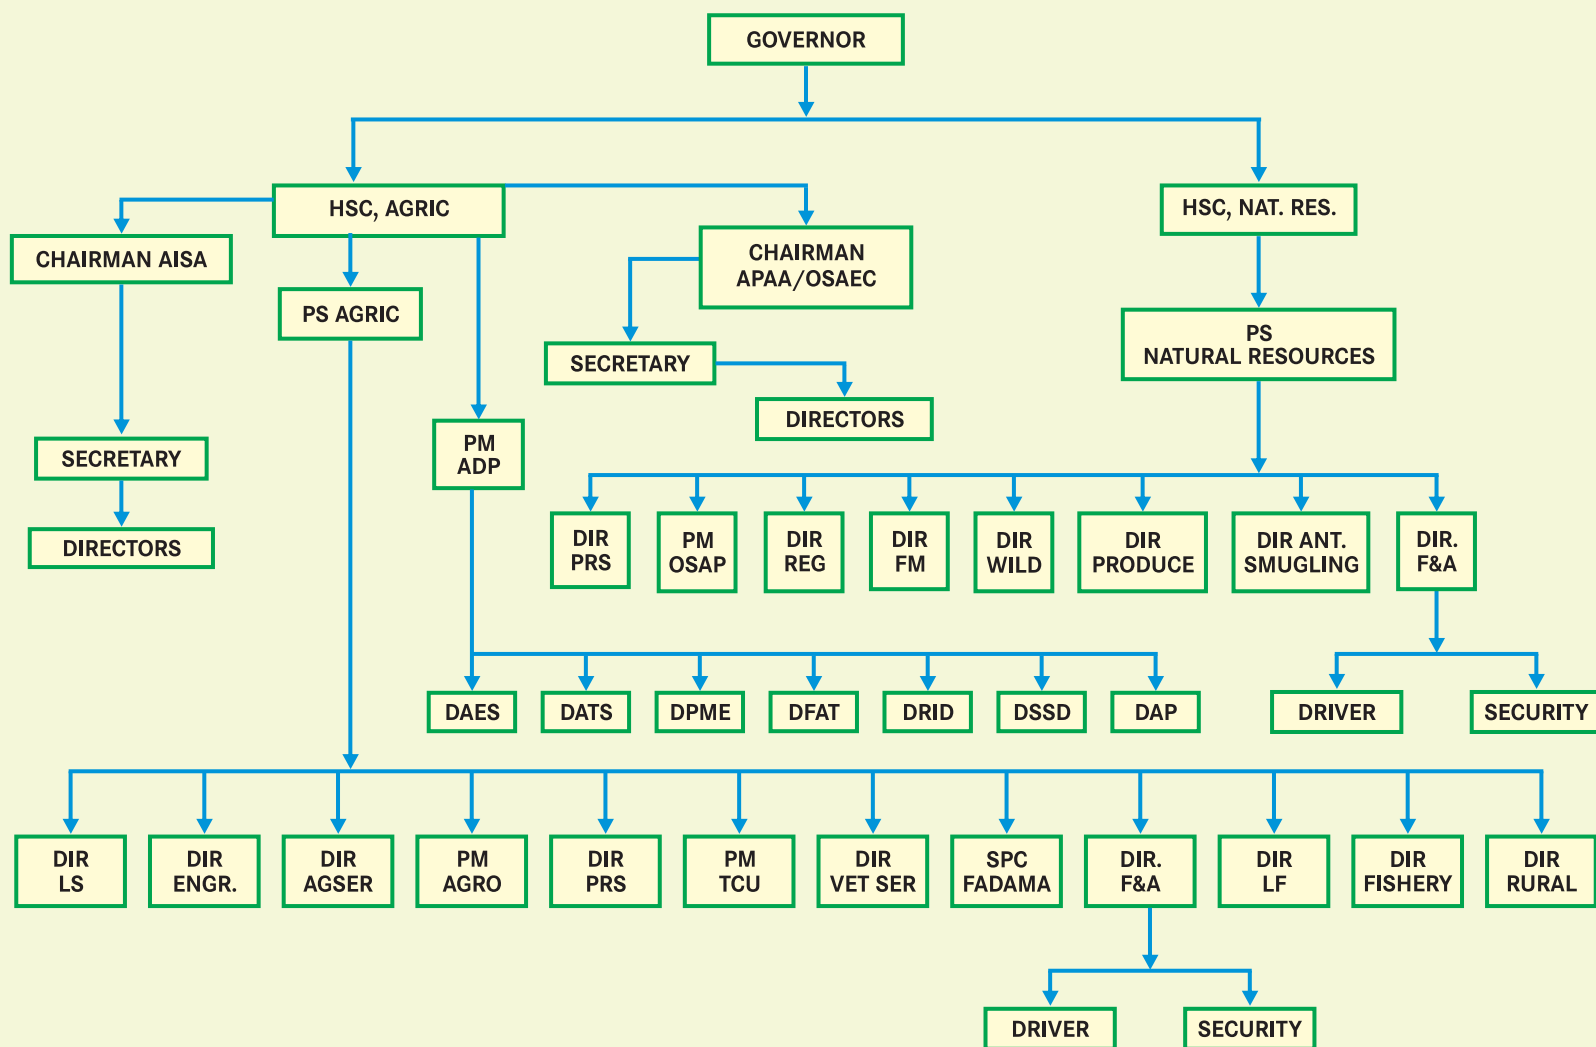 GOVERNOR
HSC, AGRIC
HSC, NAT. RES.
CHAIRMAN AISA
CHAIRMAN
APAA/OSAEC
PS AGRIC
PS
NATURAL RESOURCES
SECRETARY
DIRECTORS
PM
ADP
SECRETARY
DIRECTORS
DIR
PRS
PM
OSAP
DIR
REG
DIR
FM
DIR
WILD
DIR
PRODUCE
DIR ANT.
SMUGLING
DIR.
F&A
DAES
DATS
DPME
DFAT
DRID
DSSD
DAP
DRIVER
SECURITY
DIR
LS
DIR
ENGR.
DIR
AGSER
PM
AGRO
DIR
PRS
PM
TCU
DIR
VET SER
SPC
FADAMA
DIR.
F&A
DIR
LF
DIR
FISHERY
DIR
RURAL
DRIVER
SECURITY